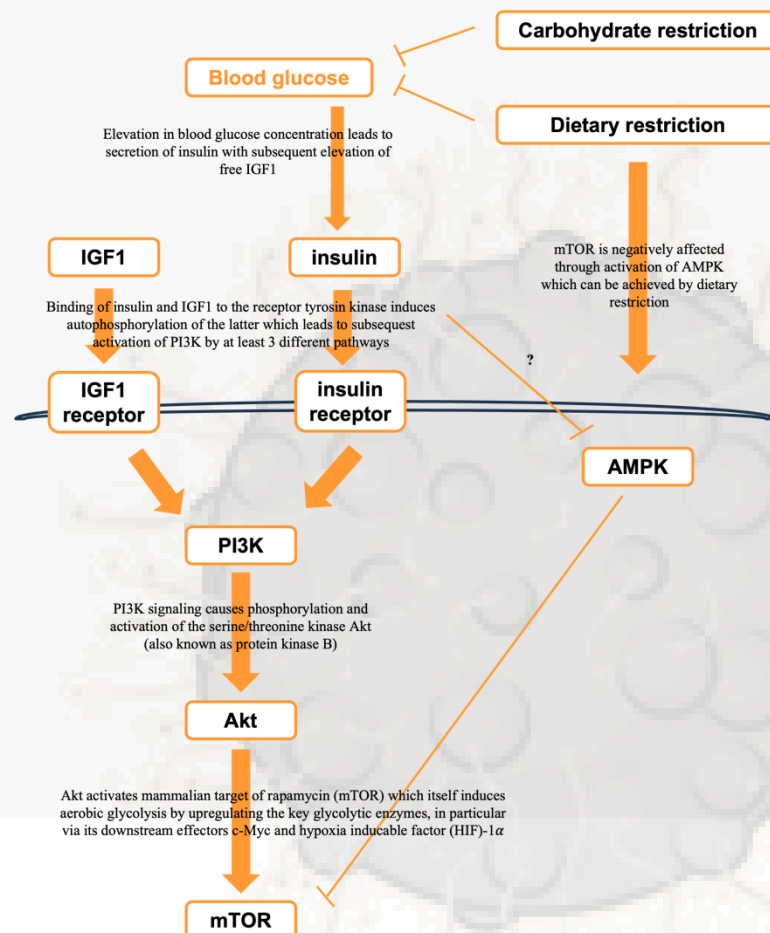 Carbohydrate restriction
Blood glucose
Dietary restriction
Elevation in blood glucose concentration leads to
secretion of insulin with subsequent elevation of
free IGF1
IGF1
insulin
mTOR is negatively affected
through activation of AMPK
which can be achieved by dietary
restriction
Binding of insulin and IGF1 to the receptor tyrosin kinase induces
autophosphorylation of the latter which leads to subsequest
activation of PI3K by at least 3 different pathways
?
IGF1
receptor
insulin
receptor
AMPK
PI3K
PI3K signaling causes phosphorylation and
activation of the serine/threonine kinase Akt
(also known as protein kinase B)
Akt
Akt activates mammalian target of rapamycin (mTOR) which itself induces
aerobic glycolysis by upregulating the key glycolytic enzymes, in particular
via its downstream effectors c-Myc and hypoxia inducable factor (HIF)-1α
mTOR